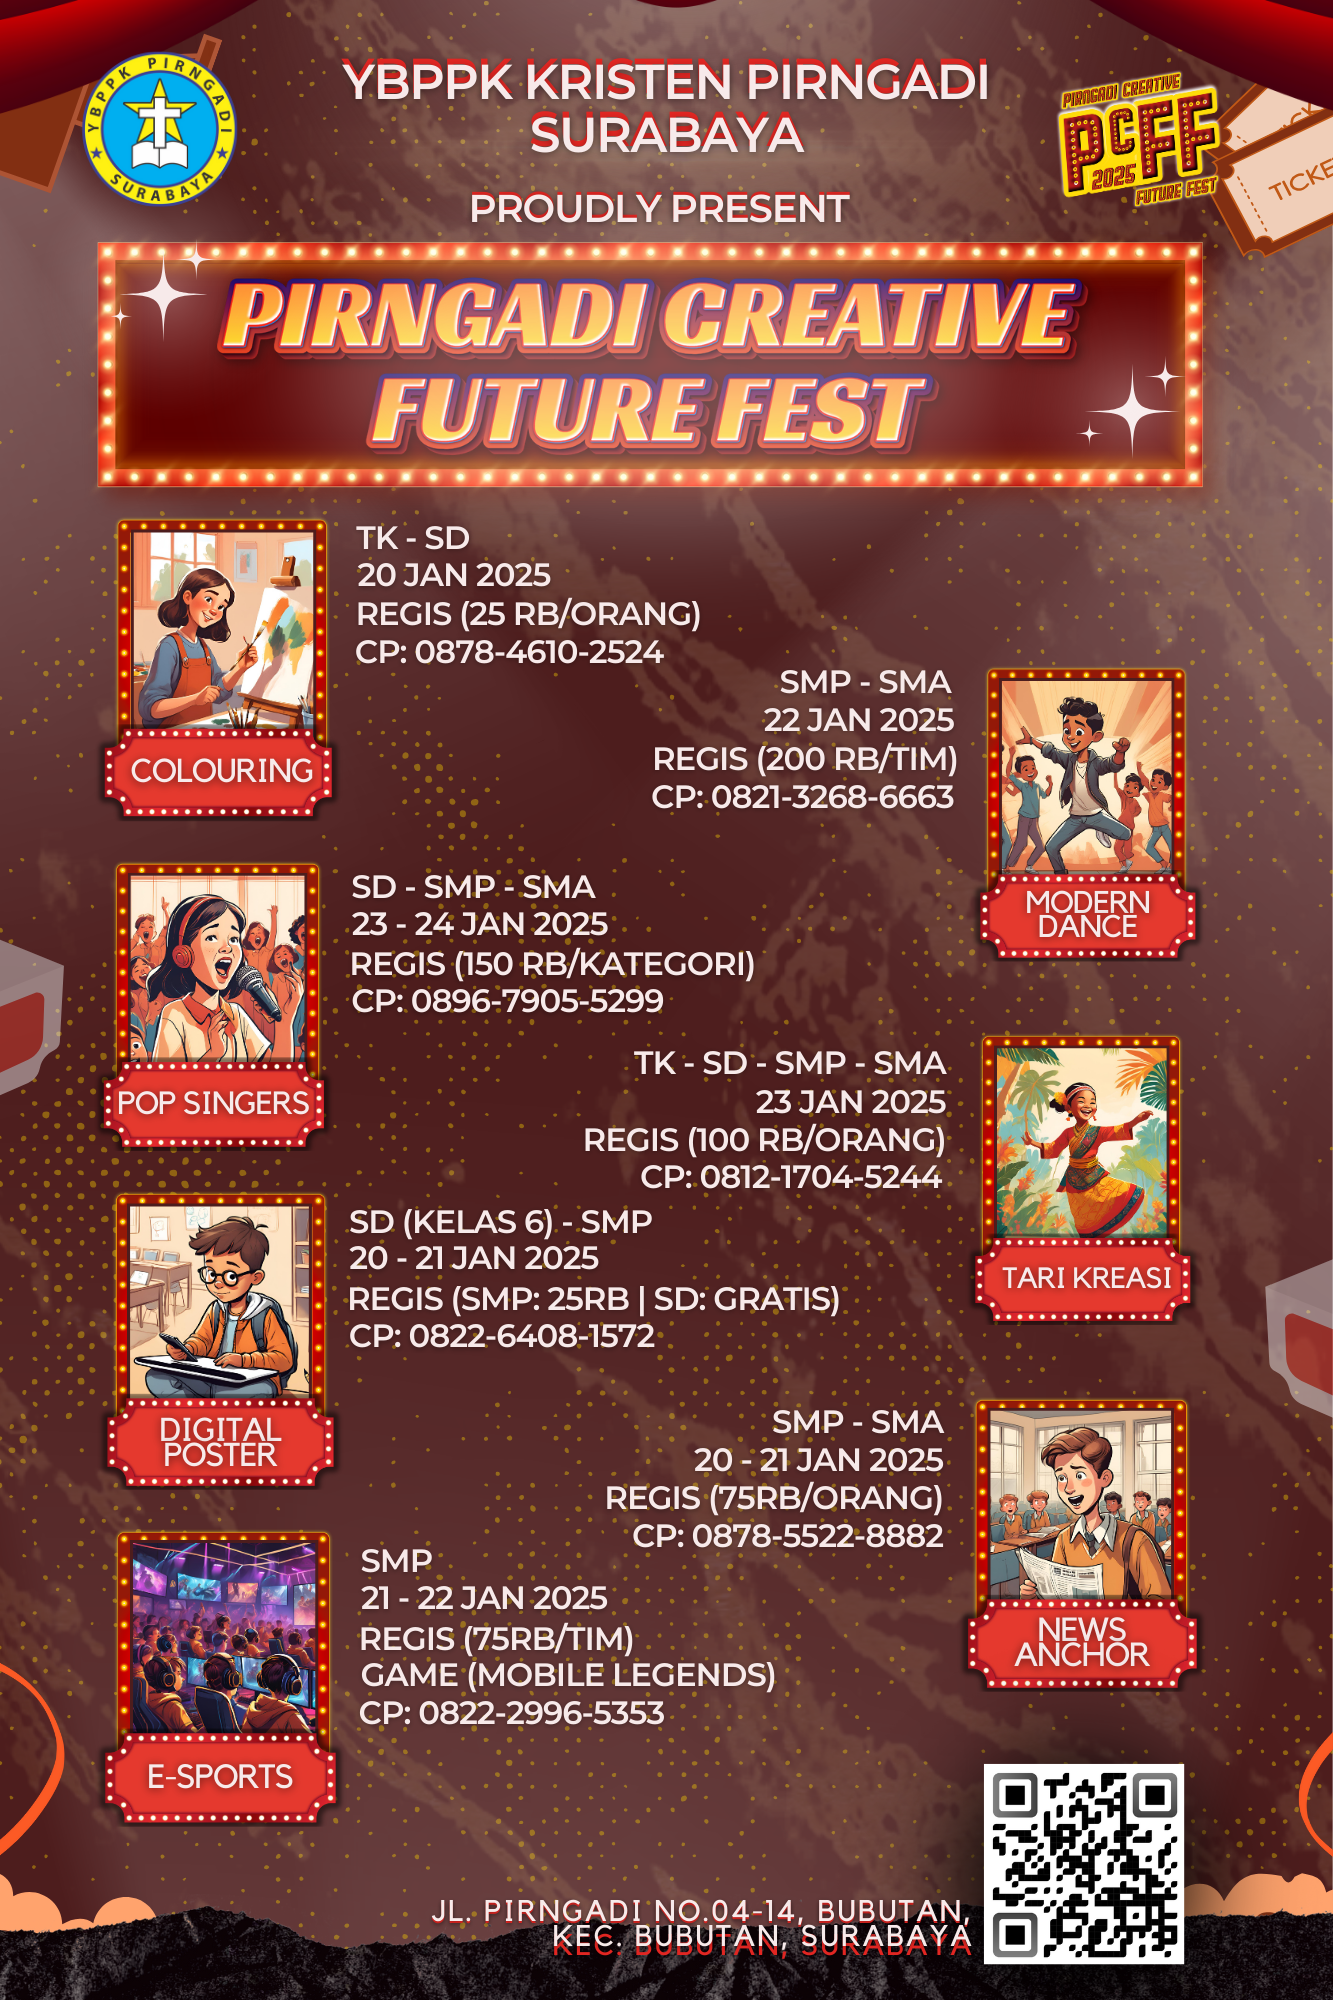 YBPPK PIRNGADI
SURABAYA
YBPPK KRISTEN PIRNGADI
SURABAYA
PROUDLY PRESENT
PIRNGADI CREATIVE
PCFF
2025
FUTURE FEST
TICKE
PIRNGADI CREATIVE
FUTURE FEST
TK - SD
20 JAN 2025
REGIS (25 RB/ORANG)
CP: 0878-4610-2524
COLOURING
SMP - SMA
22 JAN 2025
REGIS (200 RB/TIM)
CP: 0821-3268-6663
MODERN
DANCE
SD - SMP - SMA
23 - 24 JAN 2025
REGIS (150 RB/KATEGORI)
CP: 0896-7905-5299
POP SINGERS
TK - SD - SMP - SMA
23 JAN 2025
REGIS (100 RB/ORANG)
CP: 0812-1704-5244
TARI KREASI
SD (KELAS 6) - SMP
20 - 21 JAN 2025
REGIS (SMP: 25RB | SD: GRATIS)
CP: 0822-6408-1572
DIGITAL
POSTER
SMP - SMA
20 - 21 JAN 2025
REGIS (75RB/ORANG)
CP: 0878-5522-8882
NEWS
ANCHOR
SMP
21 - 22 JAN 2025
REGIS (75RB/TIM)
GAME (MOBILE LEGENDS)
CP: 0822-2996-5353
E-SPORTS
JL. PIRNGADI NO.04-14, BUBUTAN,
KEC. BUBUTAN, SURABAYA